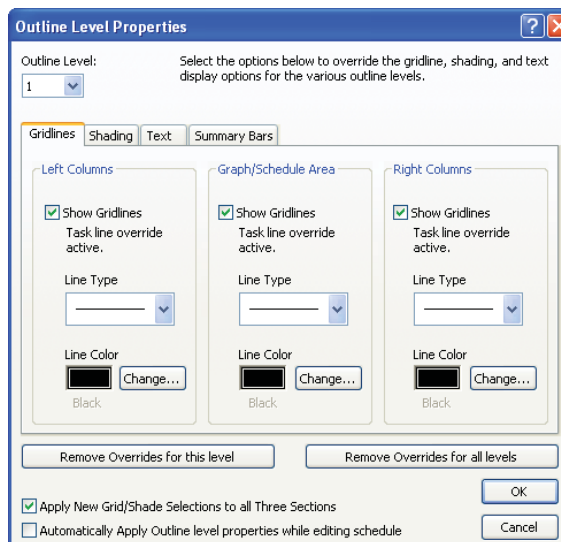 Outline Level Properties
Outline Level:
1
Select the options below to override the gridline, shading, and text
display options for the various outline levels.
Gridlines
Shading
Text
Summary Bars
Left Columns
Show Gridlines
Task line override
active.
Line Type
Line Color
Change...
Black
Graph/Schedule Area
Show Gridlines
Task line override
active.
Line Type
Line Color
Change...
Black
Right Columns
Show Gridlines
Task line override
active.
Line Type
Line Color
Change...
Black
Remove Overrides for this level
Remove Overrides for all levels
Apply New Grid/Shade Selections to all Three Sections
Automatically Apply Outline level properties while editing schedule
OK
Cancel